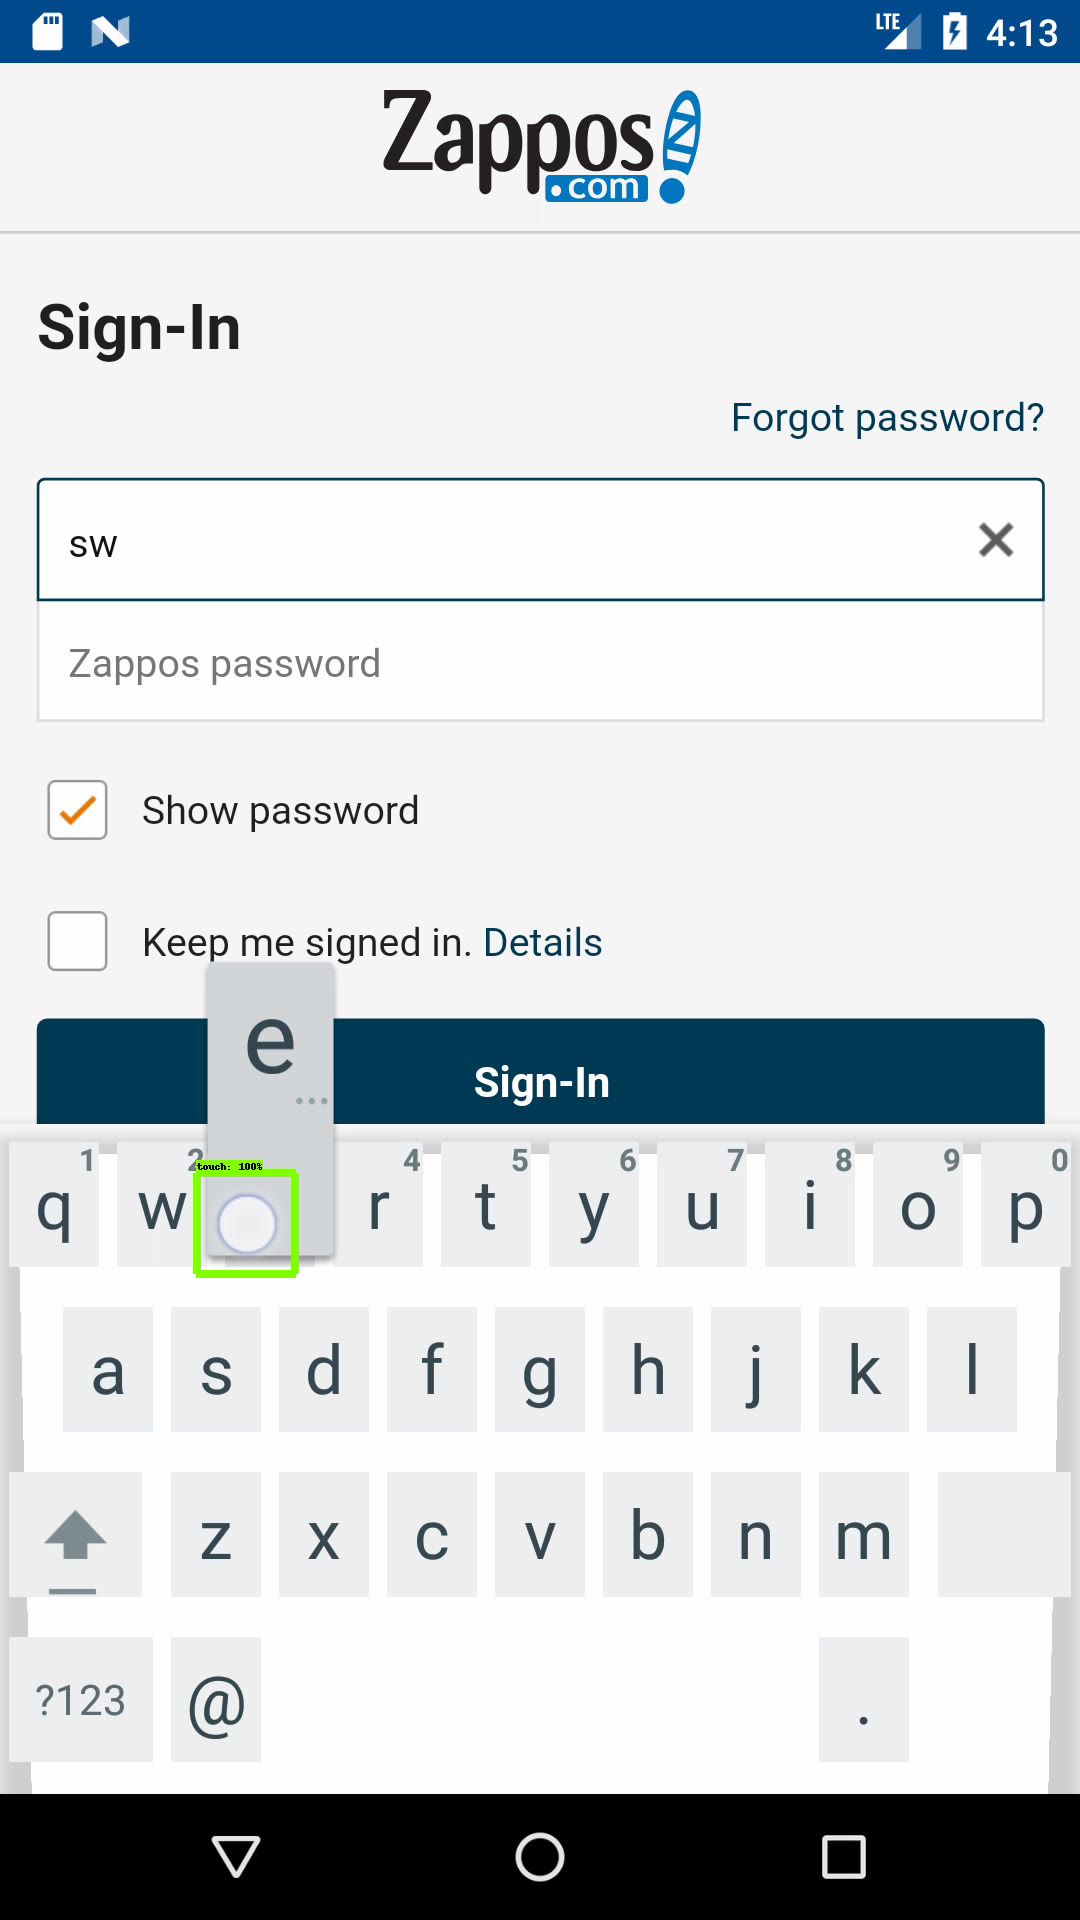 LTE 4:13
Zappos
.com
Sign-In
Forgot password?
sw
Zappos password
Show password
Keep me signed in. Details
e
...
Sign-In
touch: 100%
1 2 4 5 6 7 8 9 0
q w r t y u i o p
a s d f g h j k l
z x c v b n m
?123 @ .